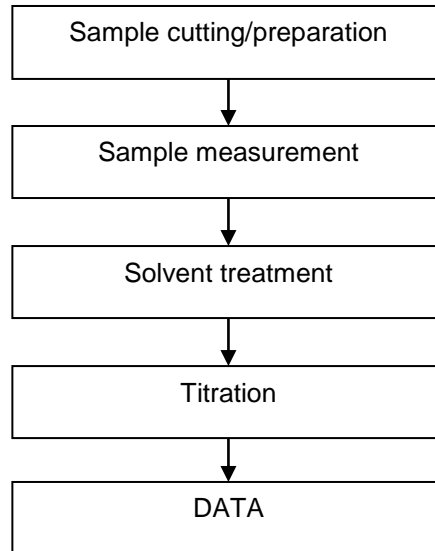 Sample cutting/preparation
Sample measurement
Solvent treatment
Titration
DATA